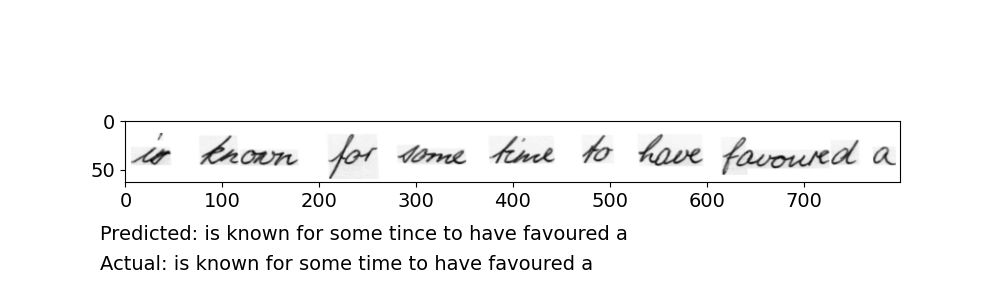 0
50
is known for some time to have favoured a
0 100 200 300 400 500 600 700
Predicted: is known for some tince to have favoured a
Actual: is known for some time to have favoured a